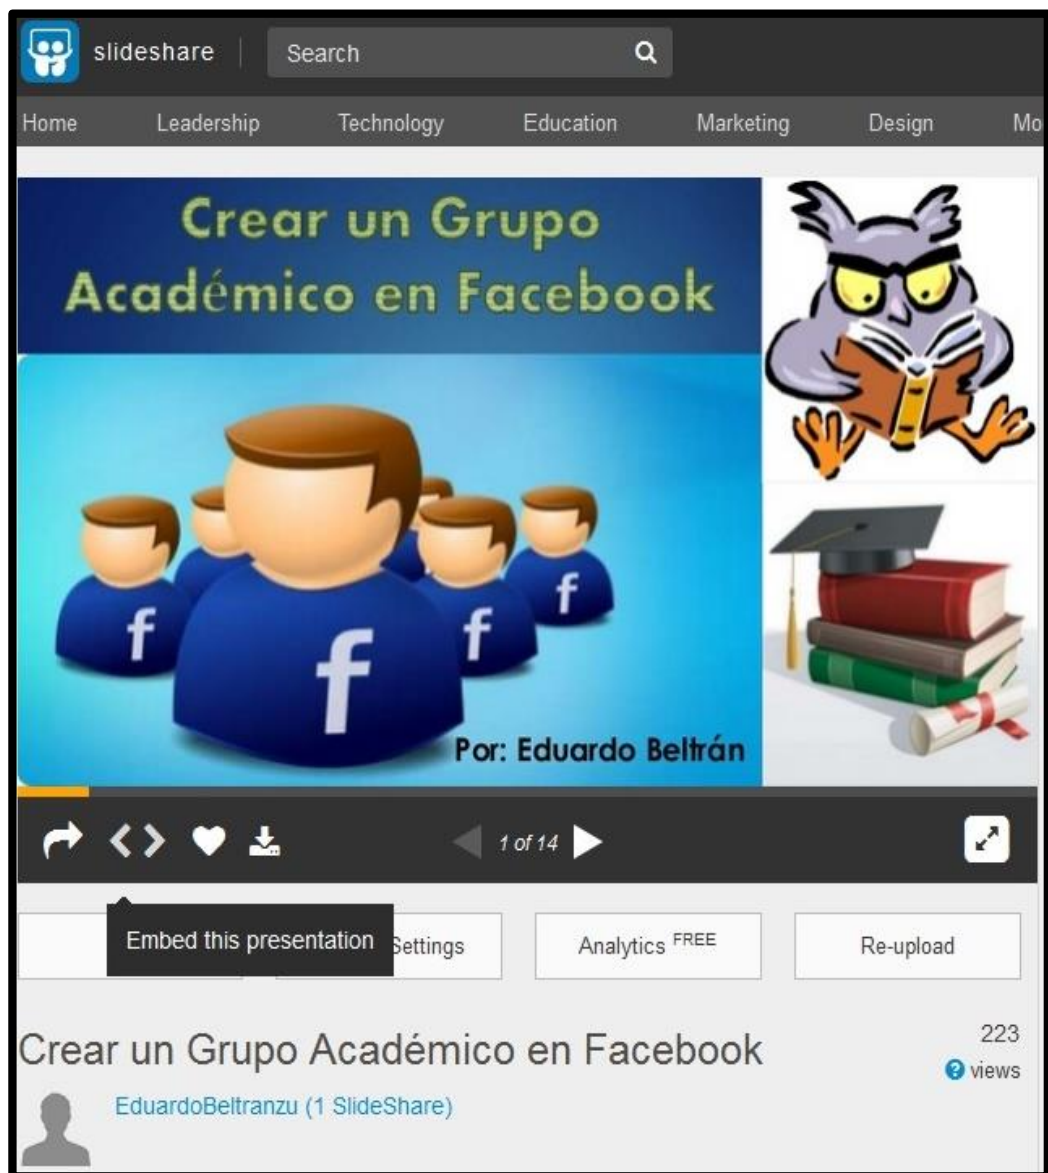 slideshare
Search
Home Leadership Technology Education Marketing Design Mo
Crear un Grupo
Académico en Facebook
f f f f
Por: Eduardo Beltrán
1 of 14
Embed this presentation
Settings Analytics FREE Re-upload
Crear un Grupo Académico en Facebook
223
views
EduardoBeltranzu (1 SlideShare)